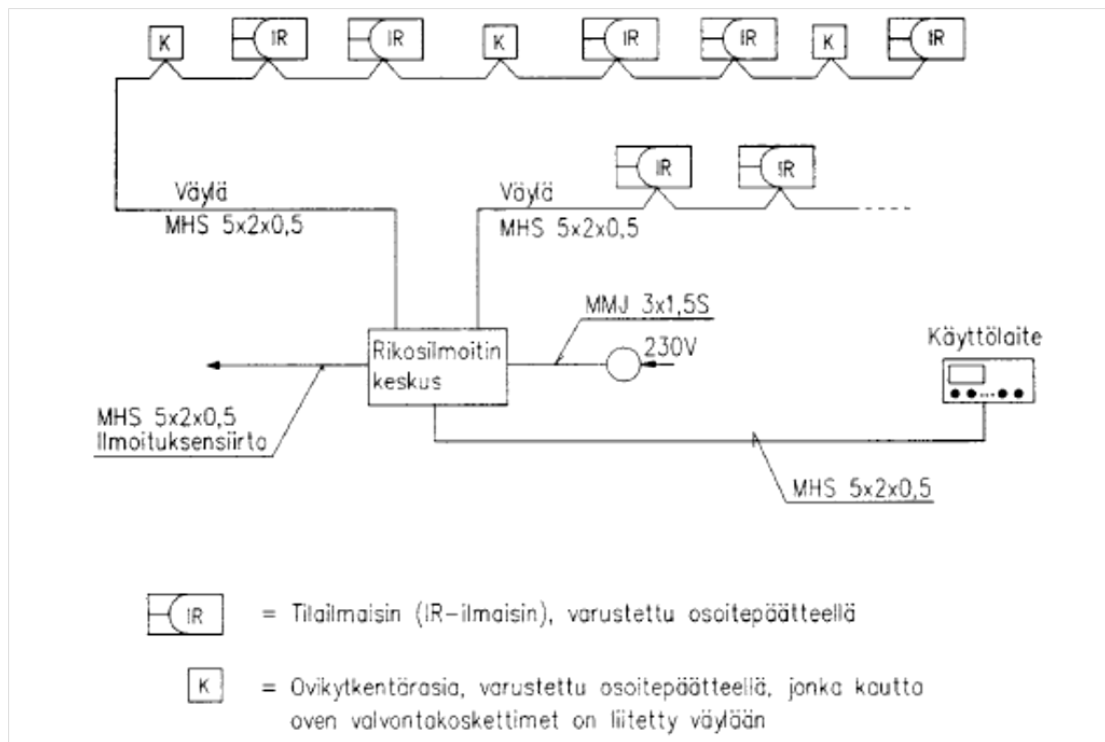 K IR IR K IR IR K IR
IR IR
Väylä Väylä
MHS 5x2x0,5 MHS 5x2x0,5
MMJ 3x1,5S
Rikosilmoitin
keskus
230V
Käyttölaite
MHS 5x2x0,5
Ilmoituksensiirto
MHS 5x2x0,5
IR = Tilailmaisin (IR-ilmaisin), varustettu osoitepäätteellä
K = Ovikytkentärasia, varustettu osoitepäätteellä, jonka kautta
oven valvontakoskettimet on liitetty väylään